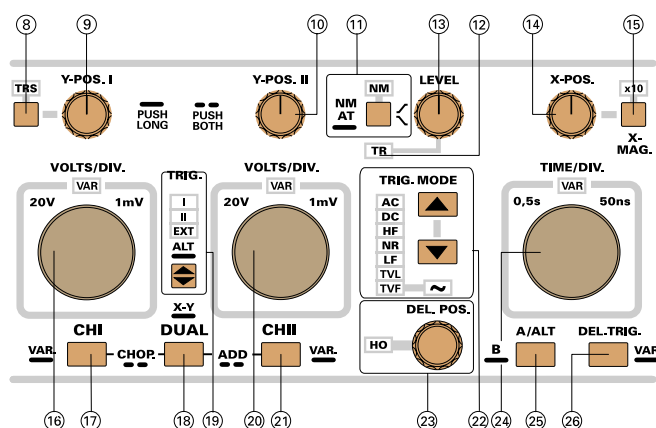 8 9 10 11 13 12 14 15
TRS Y-POS. I Y-POS. II NM LEVEL X-POS. x10
PUSH LONG PUSH BOTH NM AT
X-MAG.
TR
VOLTS/DIV. TRIG. VOLTS/DIV. TRIG. MODE TIME/DIV.
VAR VAR VAR
20V 1mV 20V 1mV 0,5s 50ns
I
II
EXT
ALT
AC
DC
HF
NR
LF
TVL
TVF ~
X-Y
DEL. POS.
HO
CHI DUAL CHII A/ALT DEL.TRIG.
VAR. CHOP. ADD VAR. B VAR
16 17 18 19 20 21 23 22 24 25 26